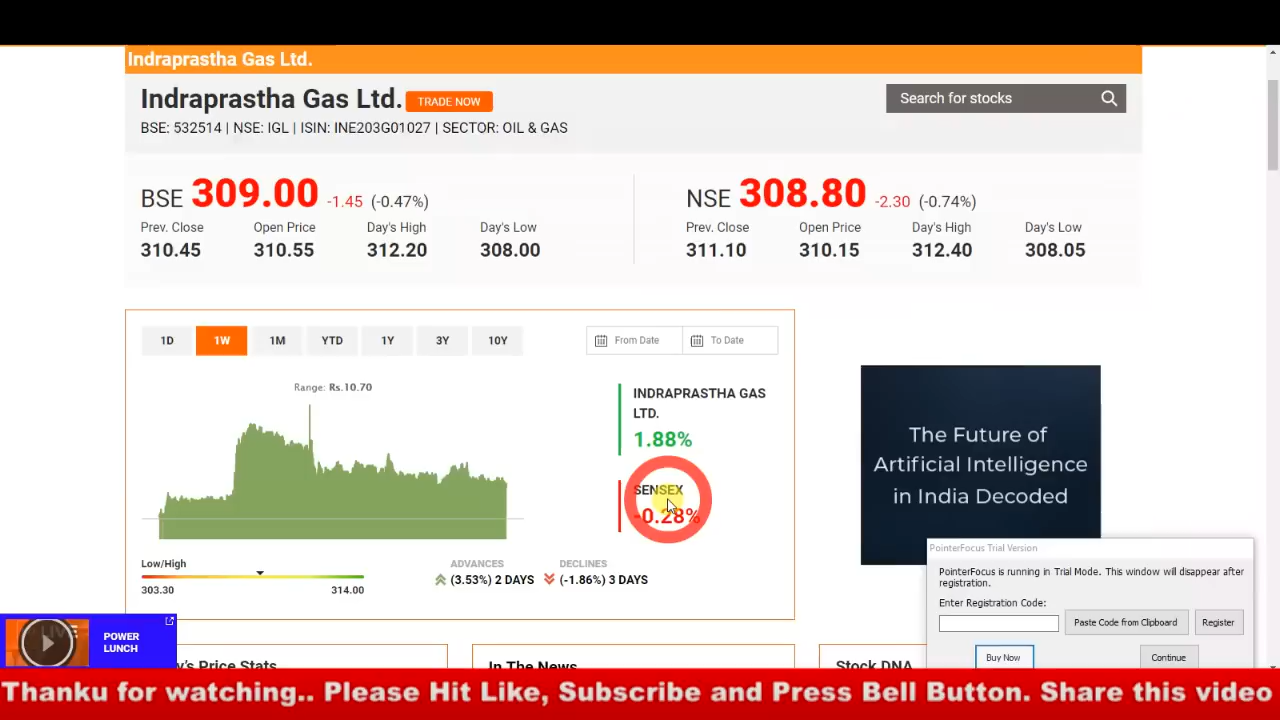 Indraprastha Gas Ltd.
Indraprastha Gas Ltd. TRADE NOW
Search for stocks
BSE: 532514 | NSE: IGL | ISIN: INE203G01027 | SECTOR: OIL & GAS
BSE 309.00 -1.45 (-0.47%)
Prev. Close Open Price Day's High Day's Low
310.45 310.55 312.20 308.00
NSE 308.80 -2.30 (-0.74%)
Prev. Close Open Price Day's High Day's Low
311.10 310.15 312.40 308.05
1D 1W 1M YTD 1Y 3Y 10Y
From Date To Date
Range: Rs.10.70
INDRAPRASTHA GAS
LTD.
1.88%
SENSEX
-0.28%
Low/High
303.30 314.00
ADVANCES DECLINES
(3.53%) 2 DAYS (-1.86%) 3 DAYS
The Future of
Artificial Intelligence
in India Decoded
PointerFocus Trial Version
PointerFocus is running in Trial Mode. This window will disappear after
registration.
Enter Registration Code:
Paste Code from Clipboard Register
Buy Now Continue
LIVE
POWER
LUNCH
's Price Stats
In The News
Stock DNA
Thanku for watching.. Please Hit Like, Subscribe and Press Bell Button. Share this video